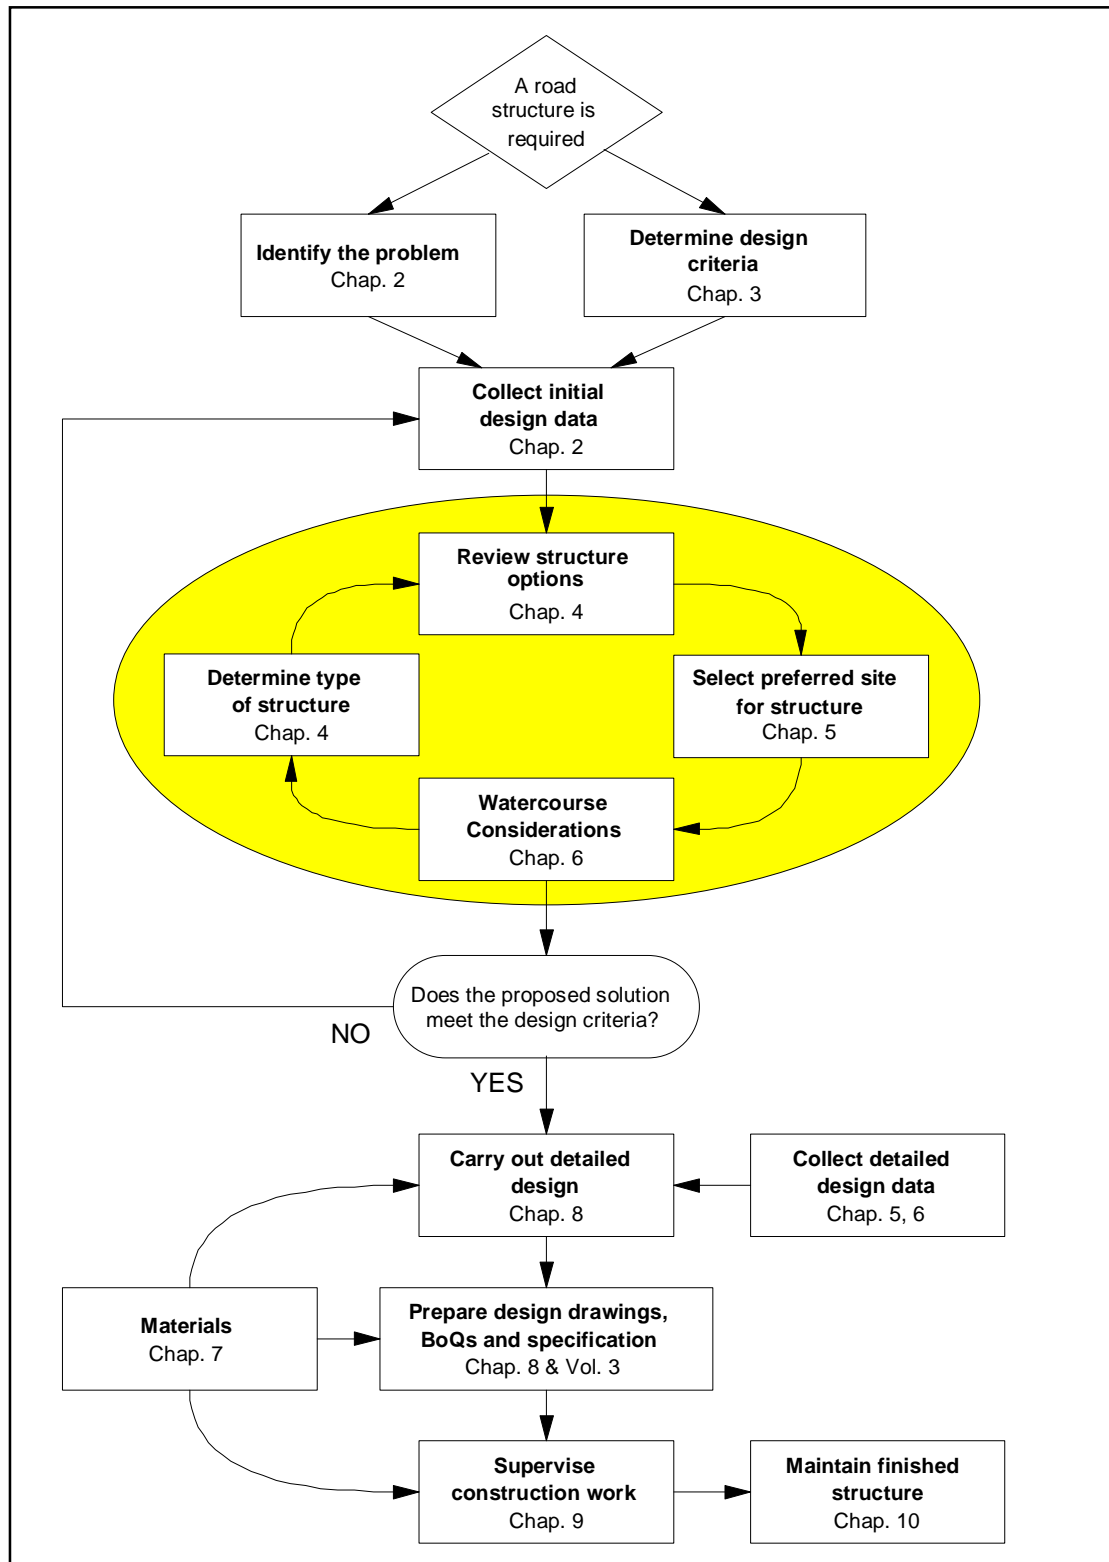 A road
structure is
required
Identify the problem
Chap. 2
Determine design
criteria
Chap. 3
Collect initial
design data
Chap. 2
Review structure
options
Chap. 4
Determine type
of structure
Chap. 4
Select preferred site
for structure
Chap. 5
Watercourse
Considerations
Chap. 6
Does the proposed solution
meet the design criteria?
NO
YES
Carry out detailed
design
Chap. 8
Collect detailed
design data
Chap. 5, 6
Materials
Chap. 7
Prepare design drawings,
BoQs and specification
Chap. 8 & Vol. 3
Supervise
construction work
Chap. 9
Maintain finished
structure
Chap. 10